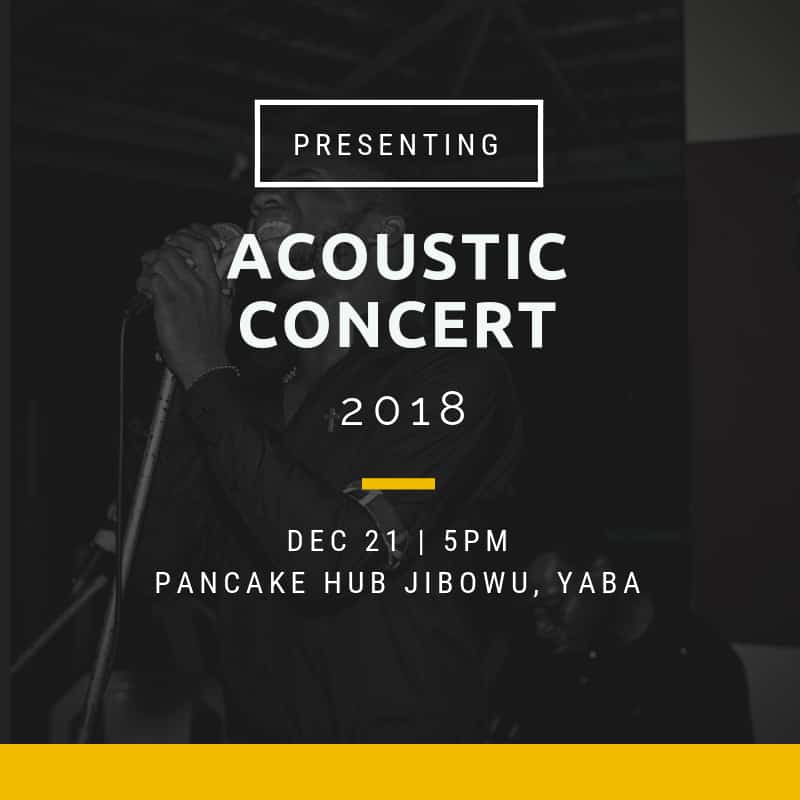 PRESENTING
ACOUSTIC
CONCERT
2018
DEC 21 | 5PM
PANCAKE HUB JIBOWU, YABA